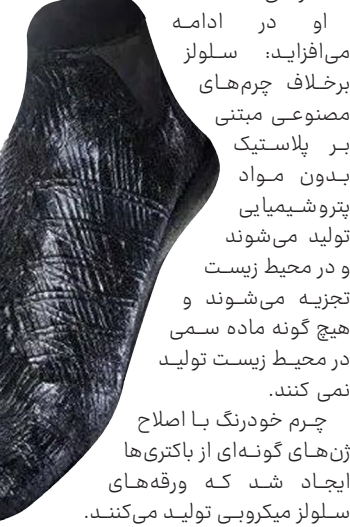 او در ادامه
می‌افزاید: سلولز
برخلاف چرم‌های
مصنوعی مبتنی
بر پلاستیک
بدون مواد
پتروشیمیایی
تولید می‌شوند
و در محیط زیست
تجزیه می‌شوند و
هیچ گونه ماده سمی
در محیط زیست تولید
نمی کنند.
چرم خودرنگ با اصلاح
ژن‌های گونه‌ای از باکتری‌ها
ایجاد شد که ورقه‌های
سلولز میکروبی تولید می‌کنند.